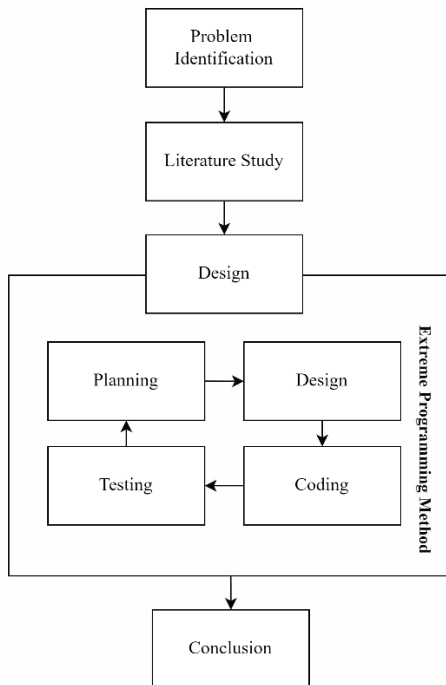 Problem
Identification
Literature Study
Design
Planning
Design
Testing
Coding
Extreme Programming Method
Conclusion